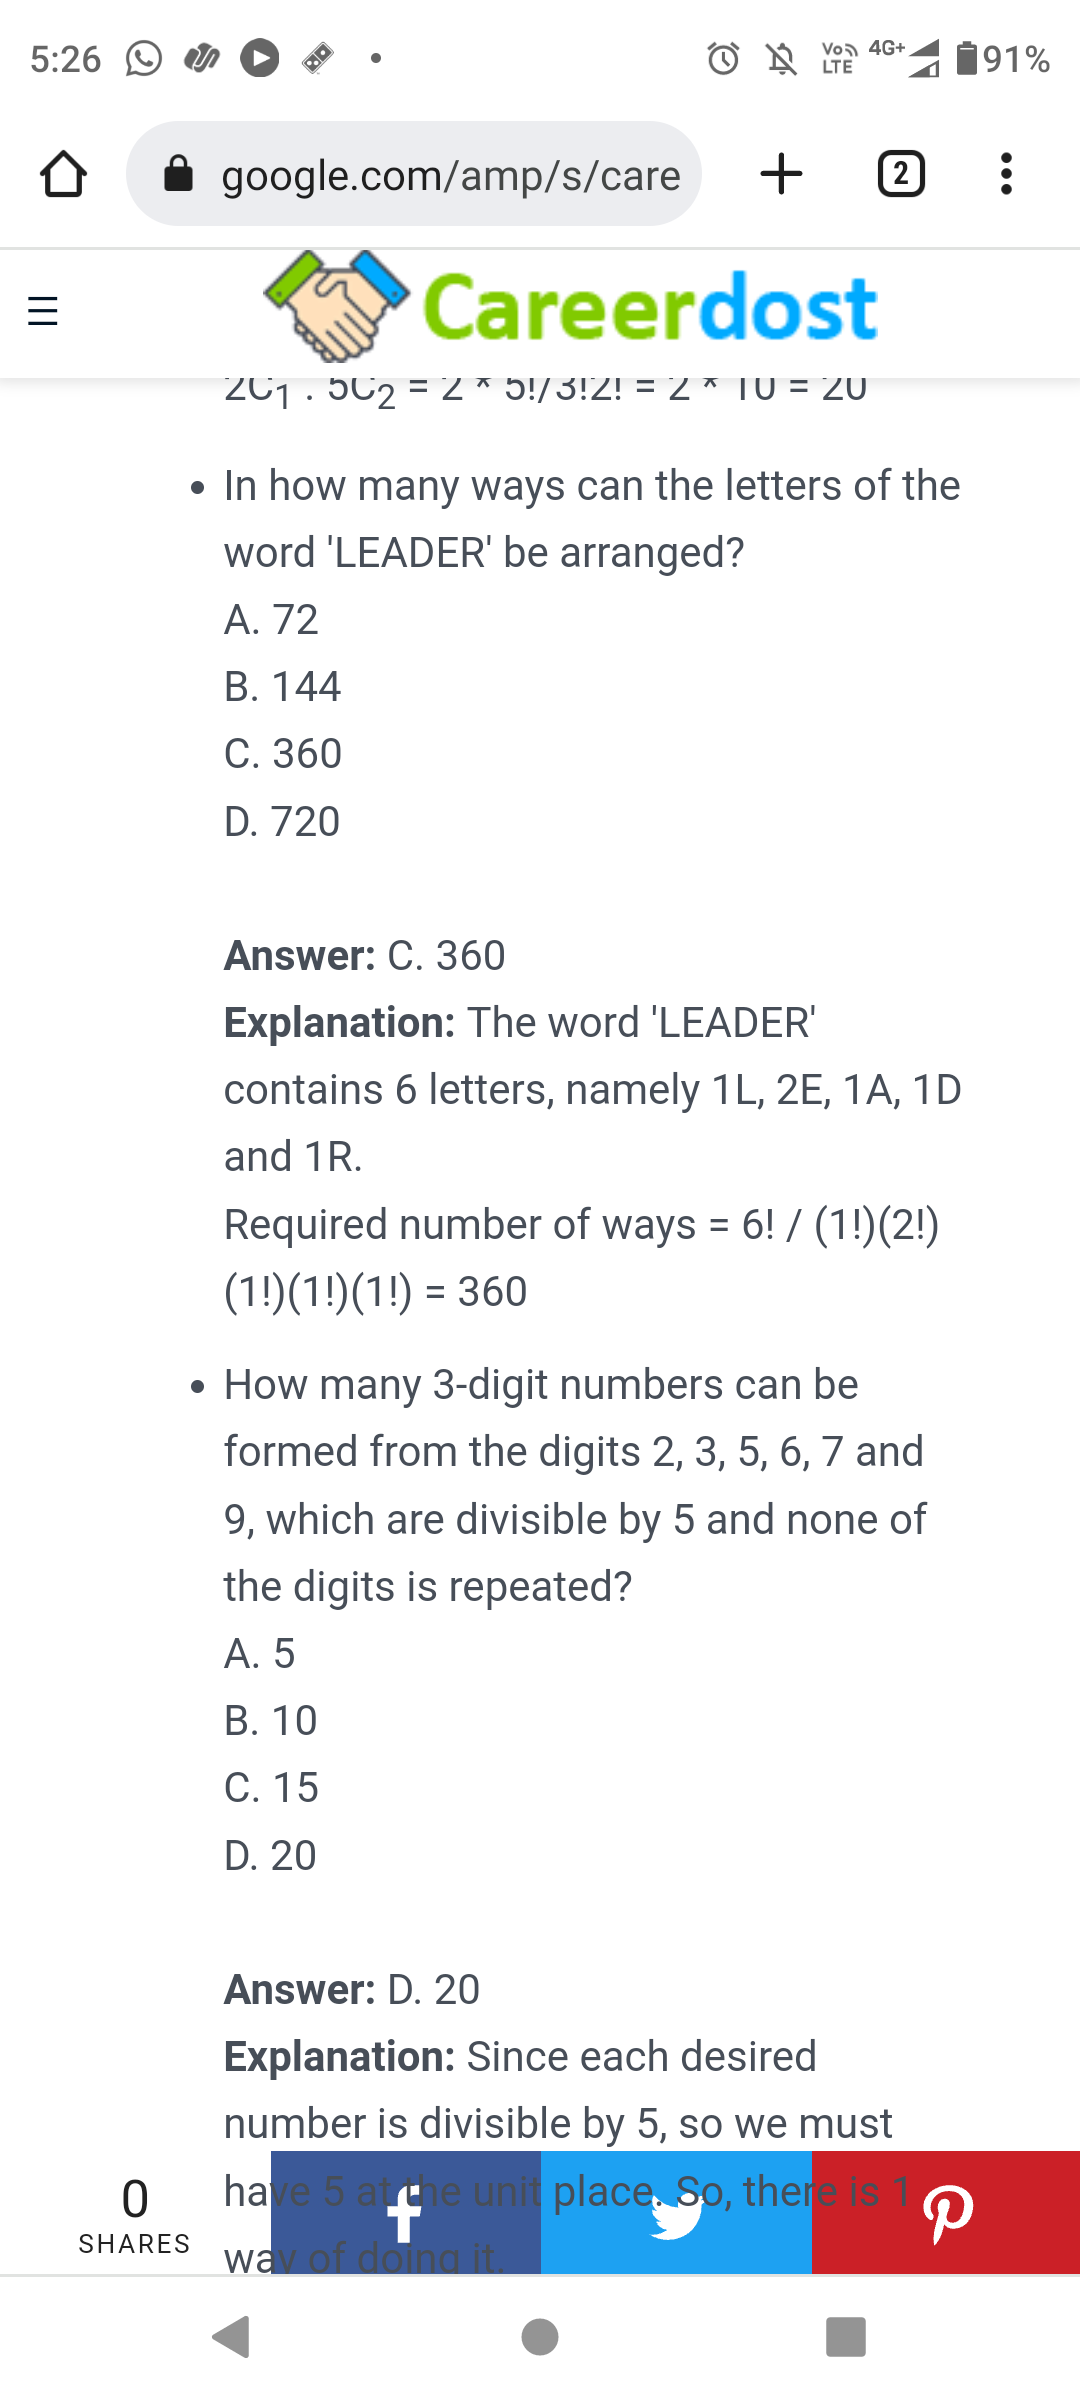 5:26 Vo LTE 4G+ 91%
google.com/amp/s/care 2
Careerdost
2C1 . 5C2 = 2 * 5!/3!2! = 2 * 10 = 20
• In how many ways can the letters of the
word 'LEADER' be arranged?
A. 72
B. 144
C. 360
D. 720
Answer: C. 360
Explanation: The word 'LEADER'
contains 6 letters, namely 1L, 2E, 1A, 1D
and 1R.
Required number of ways = 6! / (1!)(2!)
(1!)(1!)(1!) = 360
• How many 3-digit numbers can be
formed from the digits 2, 3, 5, 6, 7 and
9, which are divisible by 5 and none of
the digits is repeated?
A. 5
B. 10
C. 15
D. 20
Answer: D. 20
Explanation: Since each desired
number is divisible by 5, so we must
have 5 at the unit place. So, there is 1
way of doing it.
0
SHARES